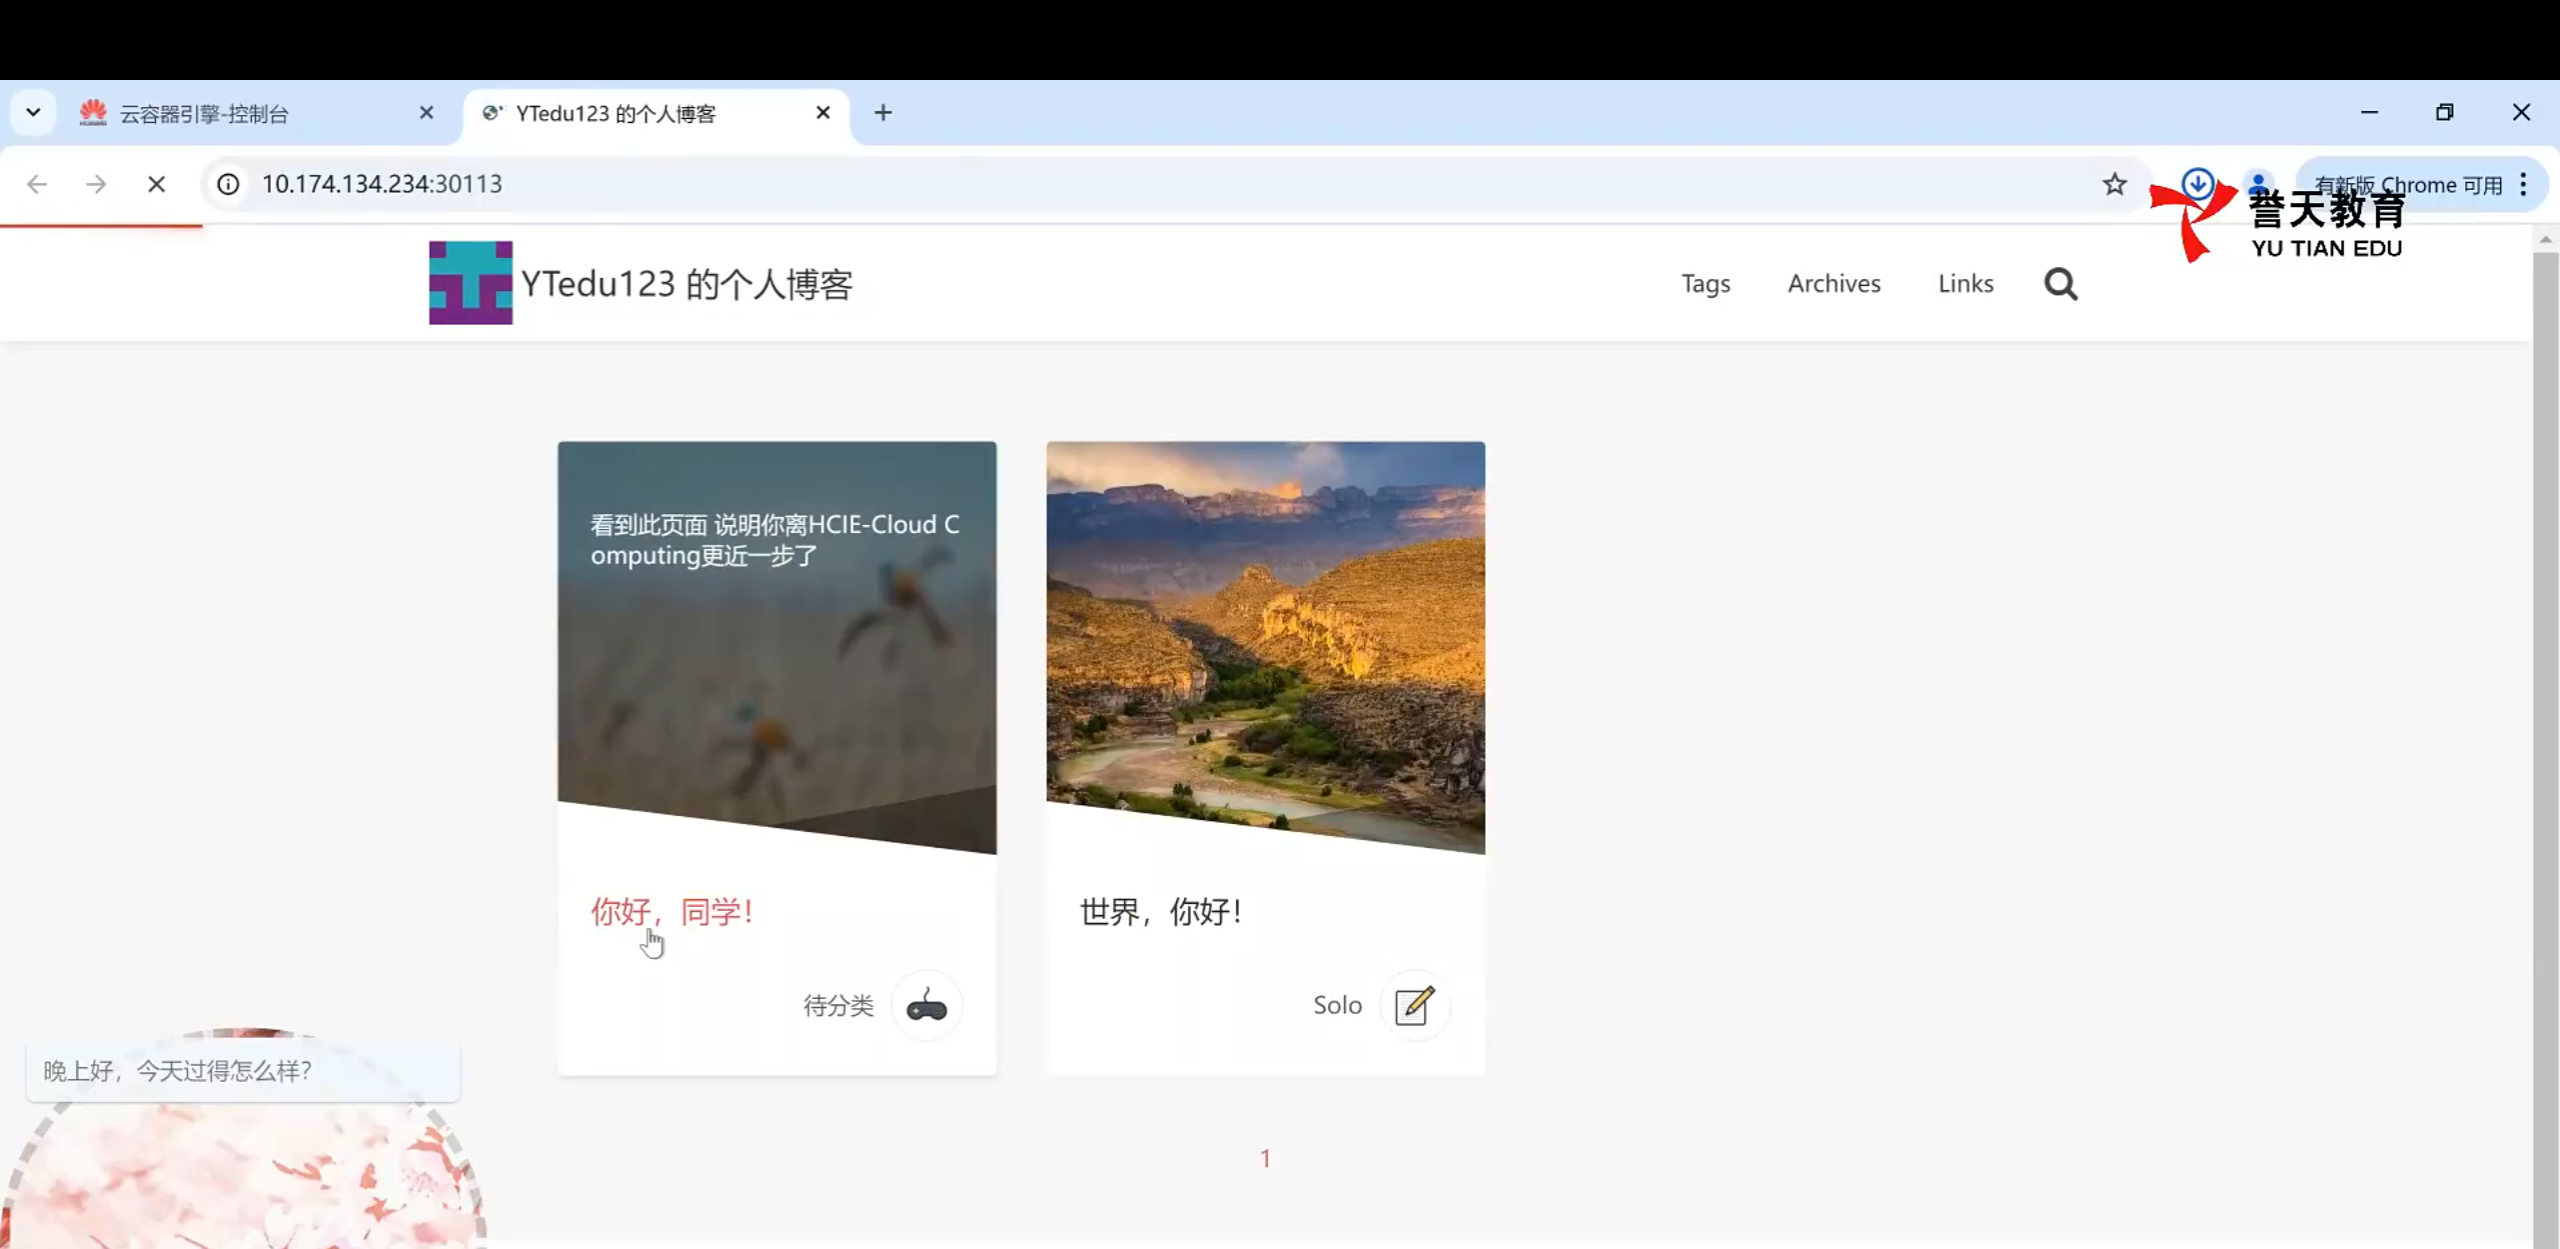 云容器引擎-控制台
YTedu123 的个人博客
10.174.134.234:30113
有新版 Chrome 可用
誉天教育
YU TIAN EDU
YTedu123 的个人博客
Tags
Archives
Links
看到此页面 说明你离HCIE-Cloud C
omputing更近一步了
你好，同学！
待分类
世界，你好！
Solo
晚上好，今天过得怎么样？
1